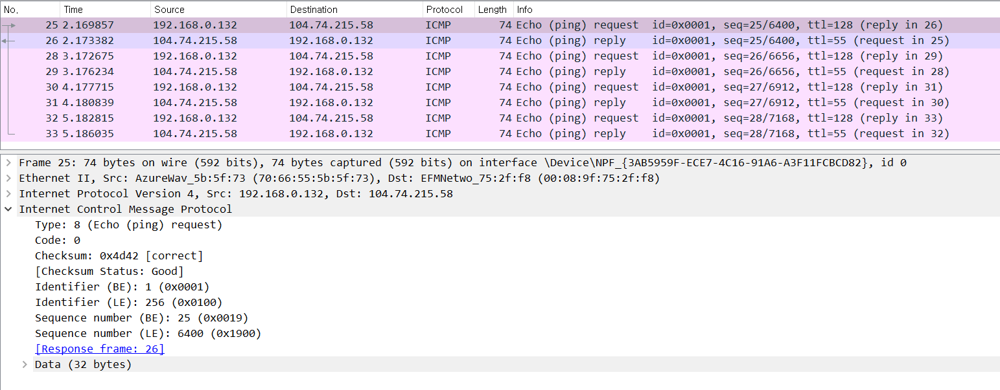 No. Time Source Destination Protocol Length Info
25 2.169857 192.168.0.132 104.74.215.58 ICMP 74 Echo (ping) request id=0x0001, seq=25/6400, ttl=128 (reply in 26)
26 2.173382 104.74.215.58 192.168.0.132 ICMP 74 Echo (ping) reply id=0x0001, seq=25/6400, ttl=55 (request in 25)
28 3.172675 192.168.0.132 104.74.215.58 ICMP 74 Echo (ping) request id=0x0001, seq=26/6656, ttl=128 (reply in 29)
29 3.176234 104.74.215.58 192.168.0.132 ICMP 74 Echo (ping) reply id=0x0001, seq=26/6656, ttl=55 (request in 28)
30 4.177715 192.168.0.132 104.74.215.58 ICMP 74 Echo (ping) request id=0x0001, seq=27/6912, ttl=128 (reply in 31)
31 4.180839 104.74.215.58 192.168.0.132 ICMP 74 Echo (ping) reply id=0x0001, seq=27/6912, ttl=55 (request in 30)
32 5.182815 192.168.0.132 104.74.215.58 ICMP 74 Echo (ping) request id=0x0001, seq=28/7168, ttl=128 (reply in 33)
33 5.186035 104.74.215.58 192.168.0.132 ICMP 74 Echo (ping) reply id=0x0001, seq=28/7168, ttl=55 (request in 32)
Frame 25: 74 bytes on wire (592 bits), 74 bytes captured (592 bits) on interface \Device\NPF_{3AB5959F-ECE7-4C16-91A6-A3F11FCBCD82}, id 0
Ethernet II, Src: AzureWav_5b:5f:73 (70:66:55:5b:5f:73), Dst: EFMNetwo_75:2f:f8 (00:08:9f:75:2f:f8)
Internet Protocol Version 4, Src: 192.168.0.132, Dst: 104.74.215.58
Internet Control Message Protocol
Type: 8 (Echo (ping) request)
Code: 0
Checksum: 0x4d42 [correct]
[Checksum Status: Good]
Identifier (BE): 1 (0x0001)
Identifier (LE): 256 (0x0100)
Sequence number (BE): 25 (0x0019)
Sequence number (LE): 6400 (0x1900)
[Response frame: 26]
Data (32 bytes)